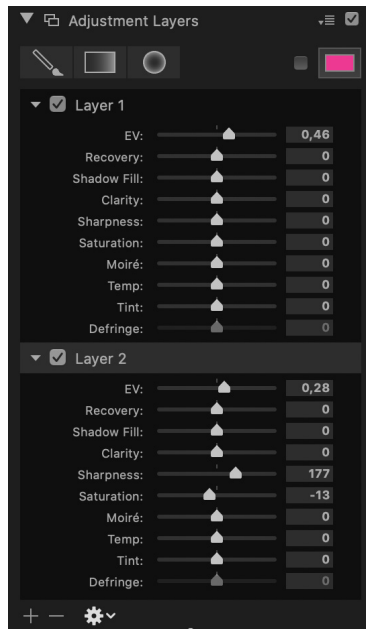 Adjustment Layers
Layer 1
EV: 0,46
Recovery: 0
Shadow Fill: 0
Clarity: 0
Sharpness: 0
Saturation: 0
Moiré: 0
Temp: 0
Tint: 0
Defringe: 0
Layer 2
EV: 0,28
Recovery: 0
Shadow Fill: 0
Clarity: 0
Sharpness: 177
Saturation: -13
Moiré: 0
Temp: 0
Tint: 0
Defringe: 0